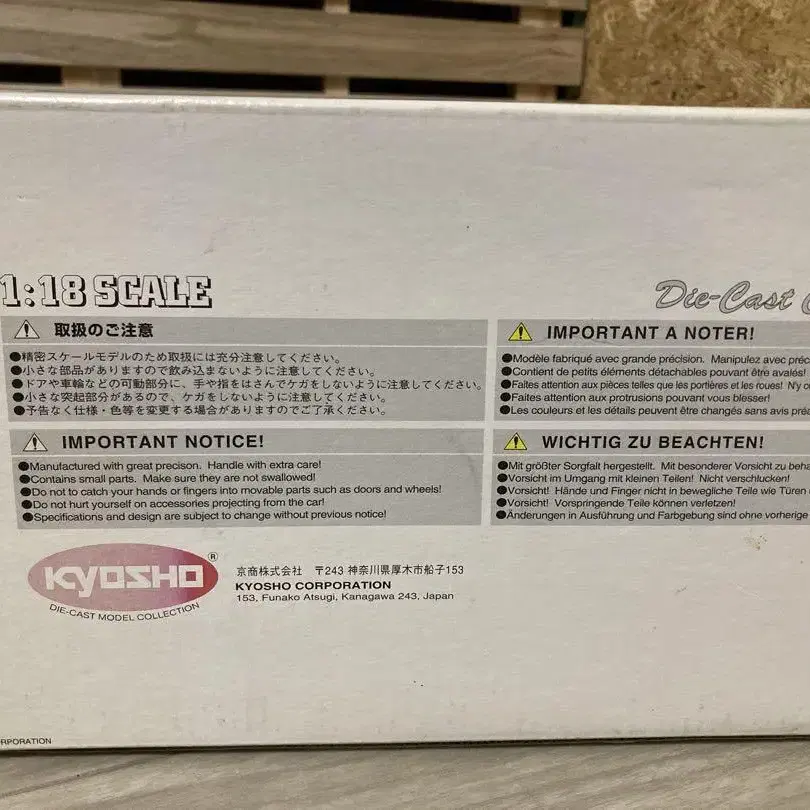 1:18 SCALE
Die-Cast
取扱のご注意
●精密スケールモデルのため取扱には充分注意してください。
●小さな部品がありますので飲み込まないように注意してください。
●ドアや車輪などの可動部分に、手や指をはさんでケガをしないように注意してください。
●小さな突起部分があるので、ケガをしないように注意してください。
●予告なく仕様・色等を変更する場合がありますのでご了承ください。
IMPORTANT A NOTER!
●Modèle fabriqué avec grande précision. Manipulez avec
●Contient de petits éléments détachables pouvant être avalés!
●Faites attention aux pièces telles que les portières et les roues! N'y
●Faites attention aux protrusions pouvant vous blesser!
●Les couleurs et les détails peuvent être changés sans avis
IMPORTANT NOTICE!
●Manufactured with great precison. Handle with extra care!
●Contains small parts. Make sure they are not swallowed!
●Do not to catch your hands or fingers into movable parts such as doors and wheels!
●Do not hurt yourself on accessories projecting from the car!
●Specifications and design are subject to change without previous notice!
WICHTIG ZU BEACHTEN!
●Mit größter Sorgfalt hergestellt. Mit besonderer Vorsicht zu
●Vorsicht im Umgang mit kleinen Teilen! Nicht verschlucken!
●Vorsicht! Hände und Finger nicht in bewegliche Teile wie Türen
●Vorsicht! Vorspringende Teile können verletzen!
●Änderungen in Ausführung und Farbgebung sind ohne vorherige
KYOSHO®
DIE-CAST MODEL COLLECTION
京商株式会社 〒243 神奈川県厚木市船子153
KYOSHO CORPORATION
153, Funako Atsugi, Kanagawa 243, Japan
RPORATION